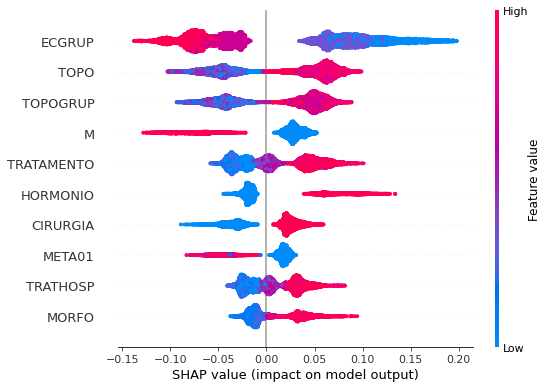 High
ECGRUP
TOPO
TOPOGRUP
M
TRATAMENTO
HORMONIO
CIRURGIA
META01
TRATHOSP
MORFO
Feature value
Low
−0.15 −0.10 −0.05 0.00 0.05 0.10 0.15 0.20
SHAP value (impact on model output)